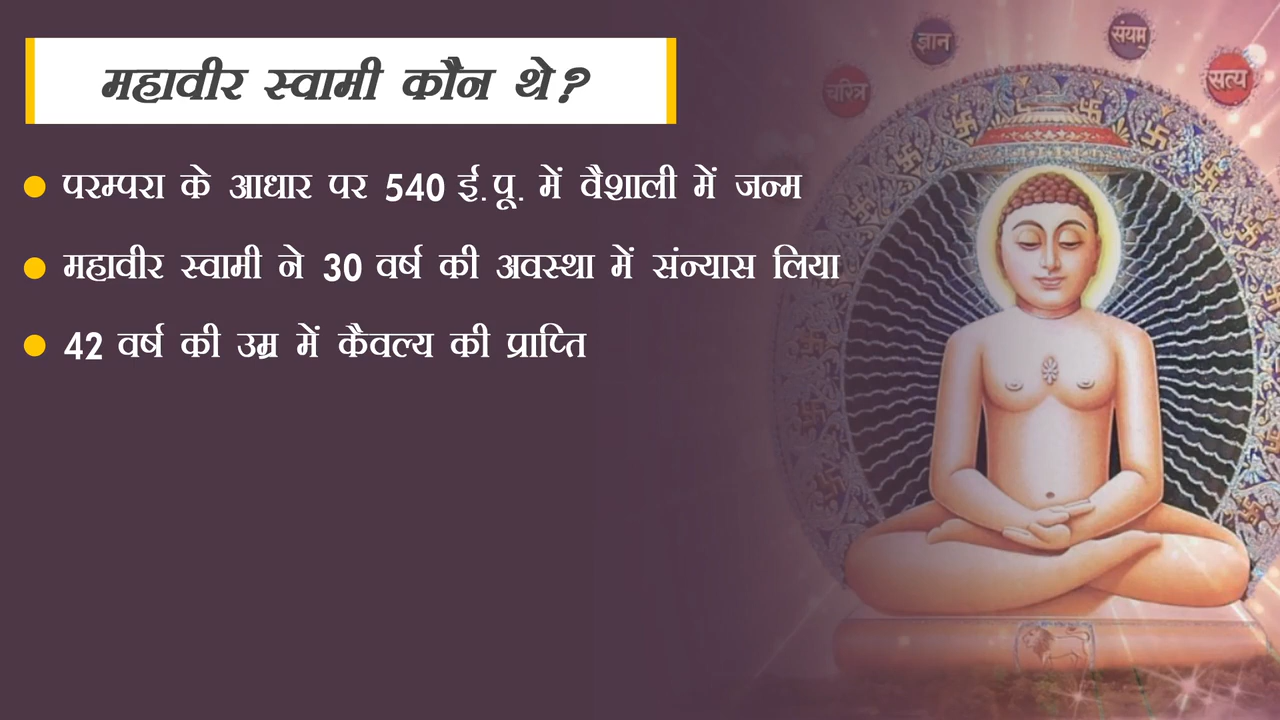 महावीर स्वामी कौन थे?
परम्परा के आधार पर 540 ई.पू. में वैशाली में जन्म
महावीर स्वामी ने 30 वर्ष की अवस्था में संन्यास लिया
42 वर्ष की उम्र में कैवल्य की प्राप्ति
चरित्र
ज्ञान
संयम्
सत्य